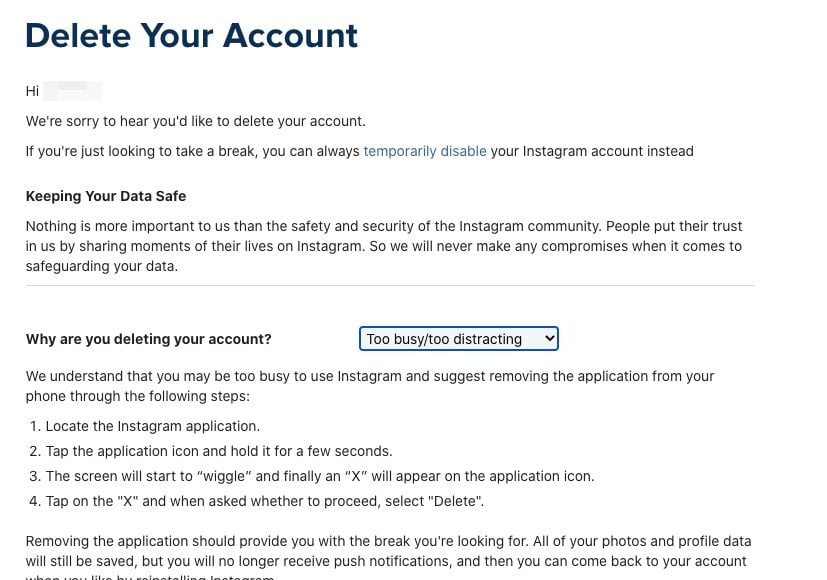 Delete Your Account
Hi
We're sorry to hear you'd like to delete your account.
If you're just looking to take a break, you can always temporarily disable your Instagram account instead
Keeping Your Data Safe
Nothing is more important to us than the safety and security of the Instagram community. People put their trust
in us by sharing moments of their lives on Instagram. So we will never make any compromises when it comes to
safeguarding your data.
Why are you deleting your account? Too busy/too distracting
We understand that you may be too busy to use Instagram and suggest removing the application from your
phone through the following steps:
1. Locate the Instagram application.
2. Tap the application icon and hold it for a few seconds.
3. The screen will start to “wiggle” and finally an “X” will appear on the application icon.
4. Tap on the "X" and when asked whether to proceed, select "Delete".
Removing the application should provide you with the break you're looking for. All of your photos and profile data
will still be saved, but you will no longer receive push notifications, and then you can come back to your account
when you like by reinstalling Instagram.